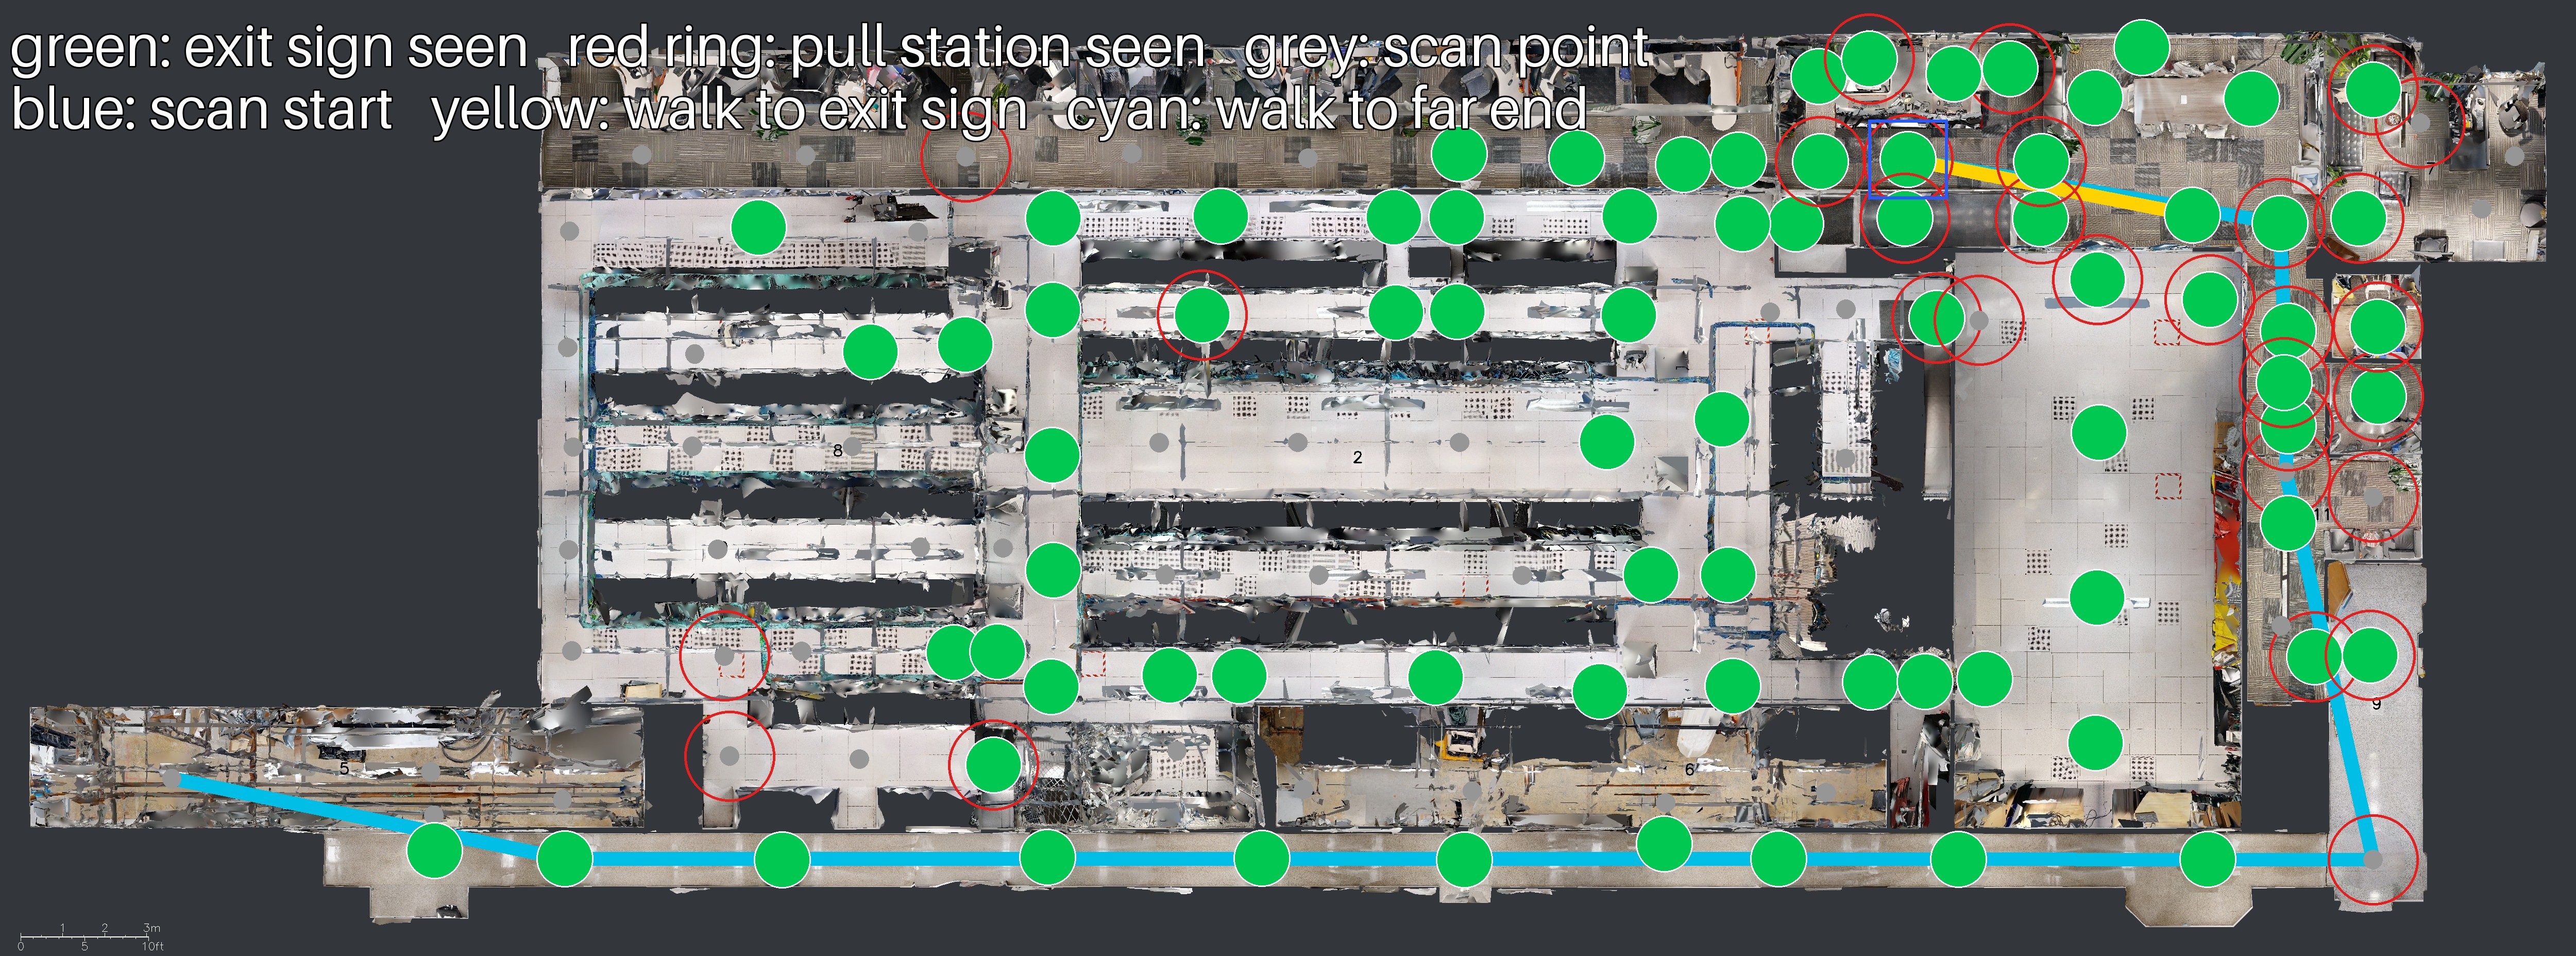 green: exit sign seen red ring: pull station seen grey: scan point
blue: scan start yellow: walk to exit sign cyan: walk to far end
7
8
2
11
9
5
6
1 2 3m
0 5 10ft